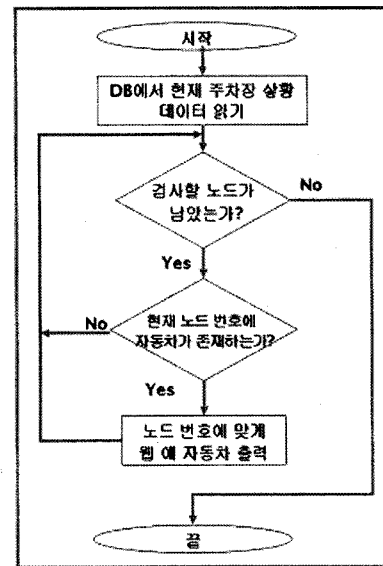 시작
DB에서 현재 주차장 상황
데이터 읽기
검사할 노드가
남았는가?
No
Yes
현재 노드 번호에
자동차가 존재하는가?
No
Yes
노드 번호에 맞게
웹 에 자동차 출력
끝